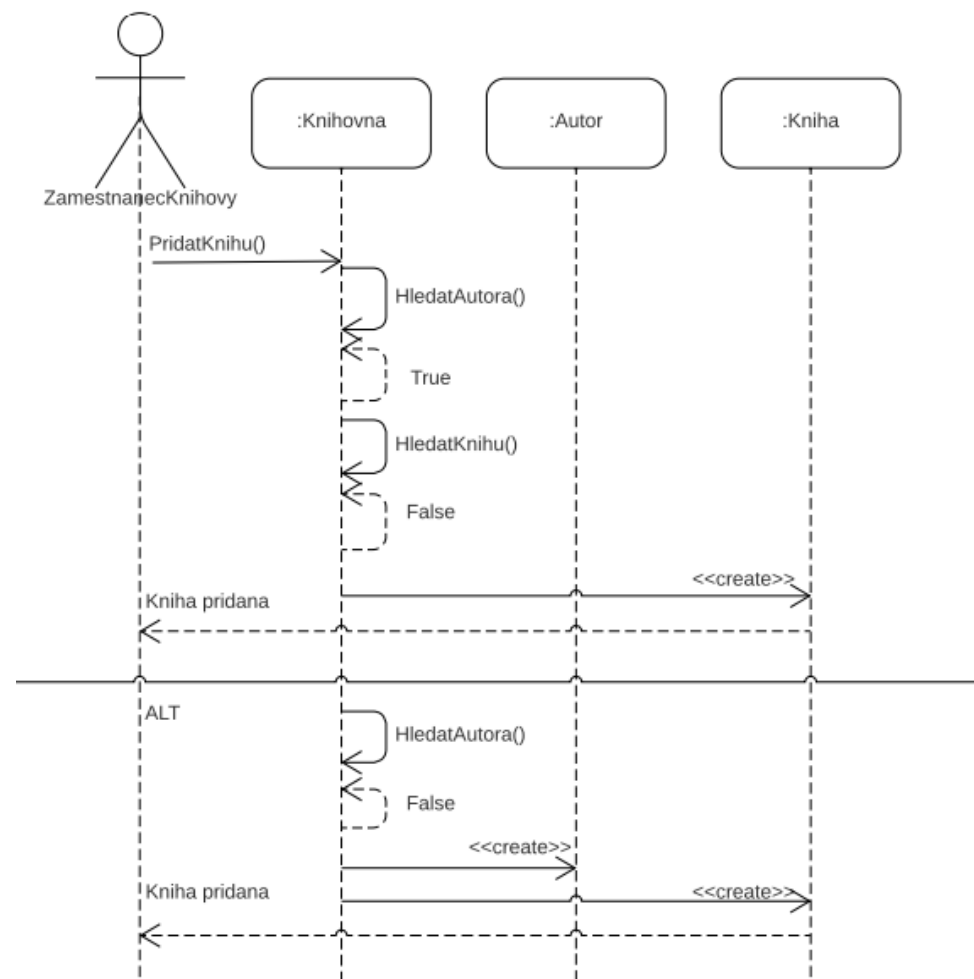 :Knihovna
:Autor
:Kniha
ZamestnanecKnihovy
PridatKnihu()
HledatAutora()
True
HledatKnihu()
False
<<create>>
Kniha pridana
ALT
HledatAutora()
False
<<create>>
Kniha pridana
<<create>>